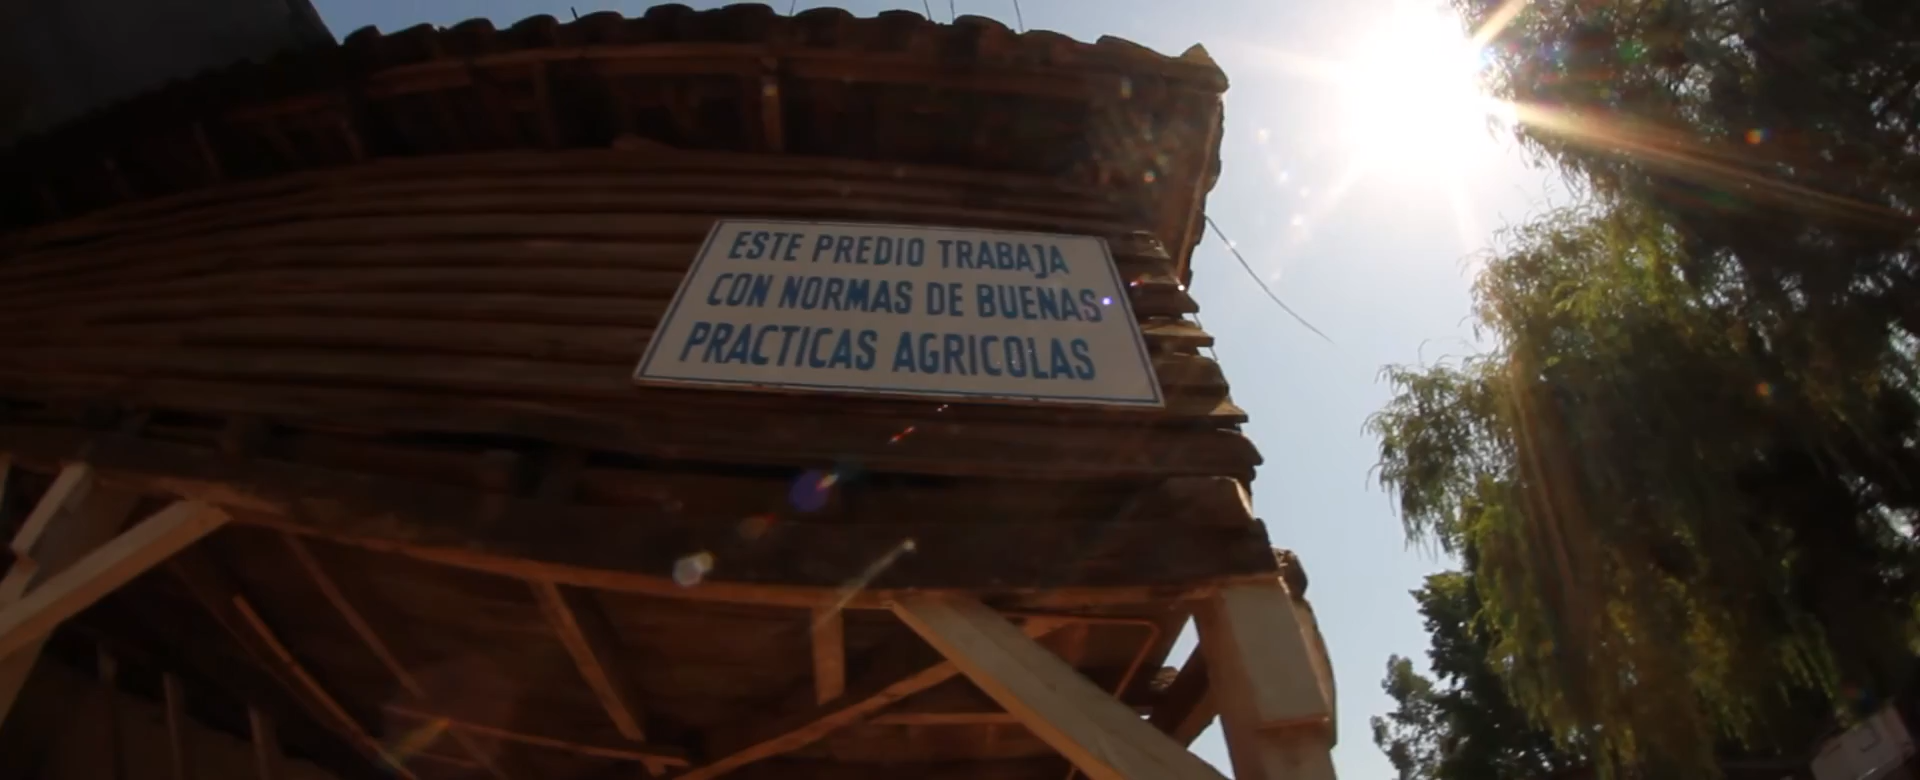 ESTE PREDIO TRABAJA
CON NORMAS DE BUENAS
PRACTICAS AGRICOLAS